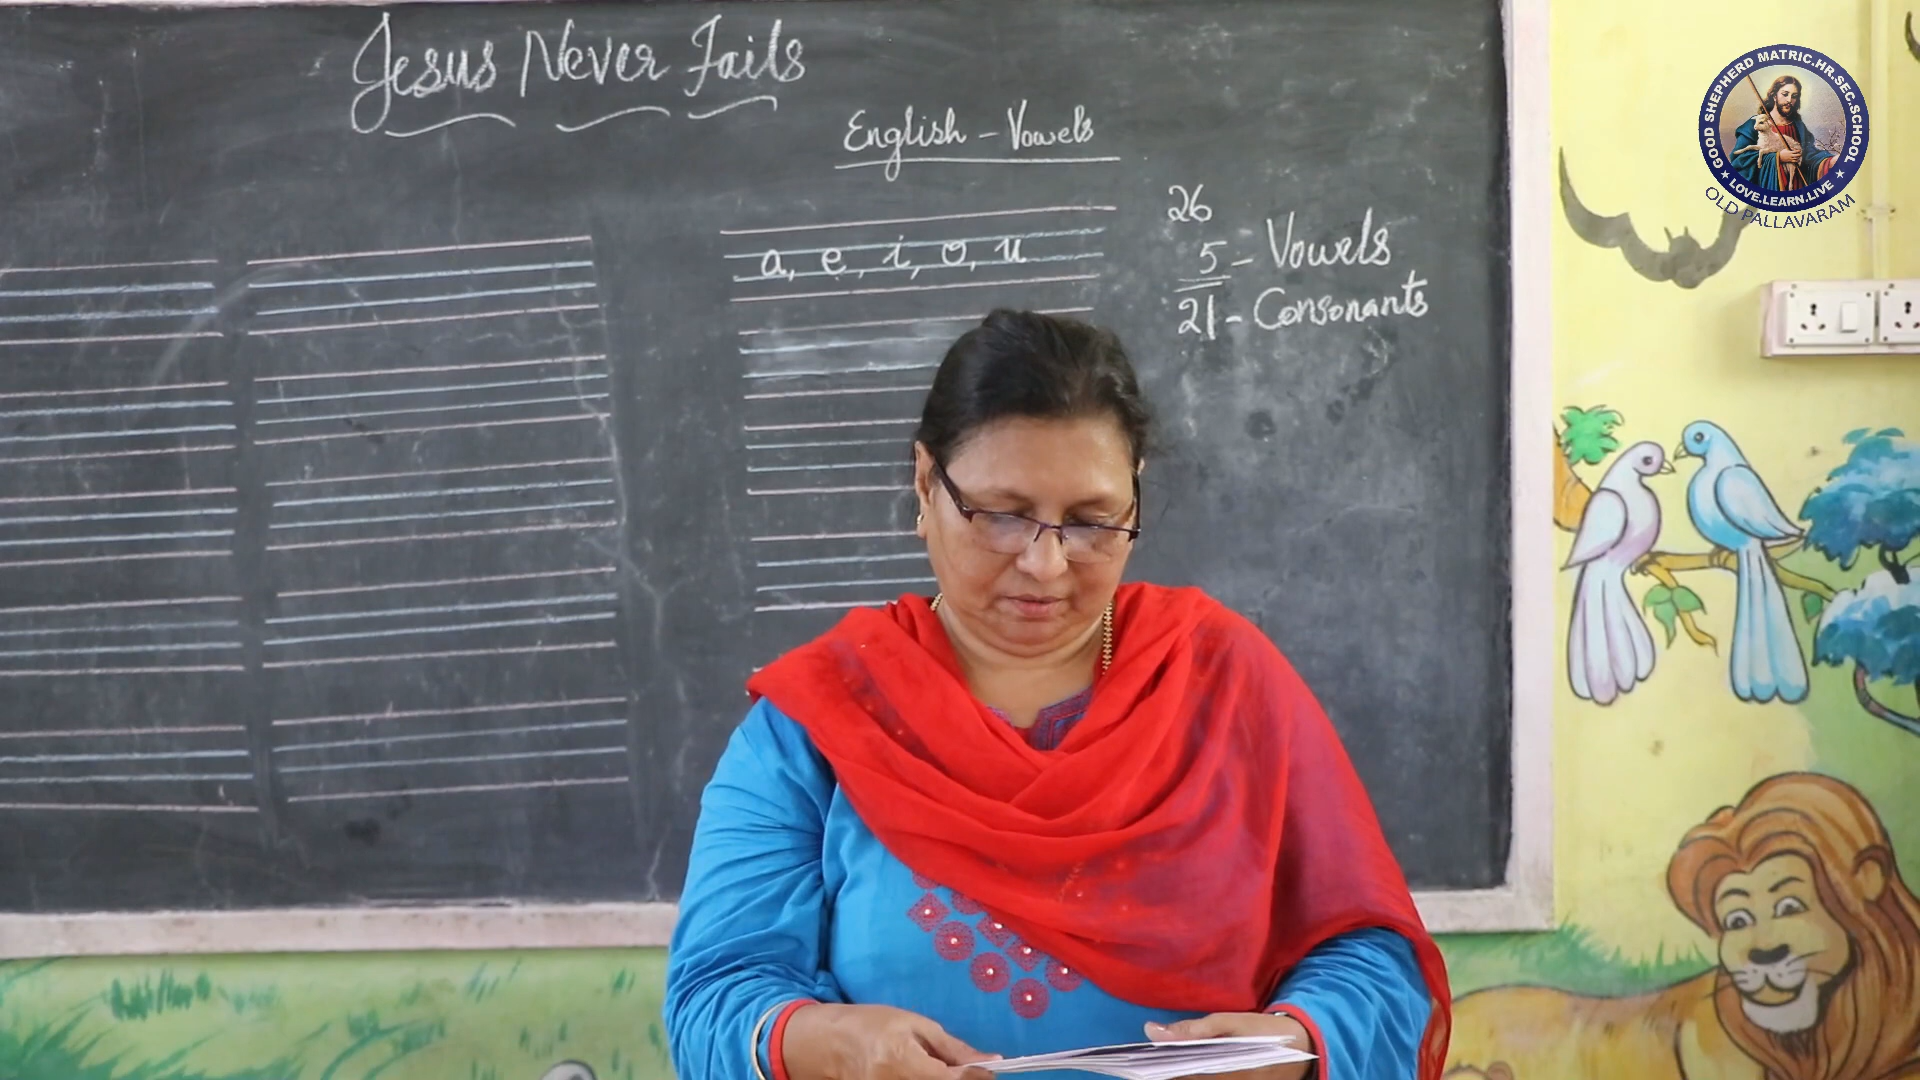 Jesus Never Fails
English - Vowels
a, e, i, o, u
26
5 - Vowels
21 - Consonants
GOOD SHEPHERD MATRIC.HR.SEC.SCHOOL
★ LOVE.LEARN.LIVE ★
OLD PALLAVARAM